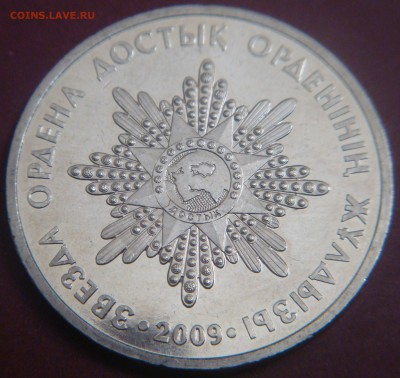 COINS.LAVE.RU
ДОСТЫҚ ОРДЕНІНІҢ ЖҰЛДЫЗЫ
ЗВЕЗДА ОРДЕНА
• 2009 •
ДОСТЫҚ